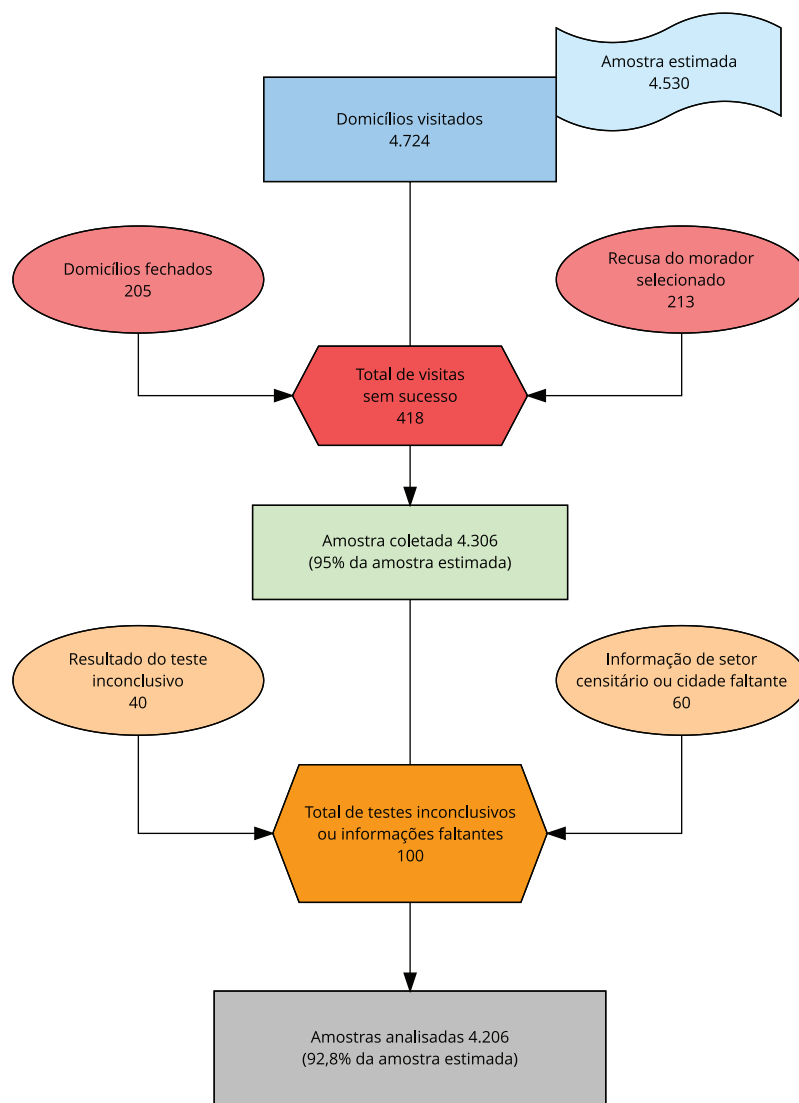 Amostra estimada
4.530
Domicílios visitados
4.724
Domicílios fechados
205
Recusa do morador
selecionado
213
Total de visitas
sem sucesso
418
Amostra coletada 4.306
(95% da amostra estimada)
Resultado do teste
inconclusivo
40
Informação de setor
censitário ou cidade faltante
60
Total de testes inconclusivos
ou informações faltantes
100
Amostras analisadas 4.206
(92,8% da amostra estimada)